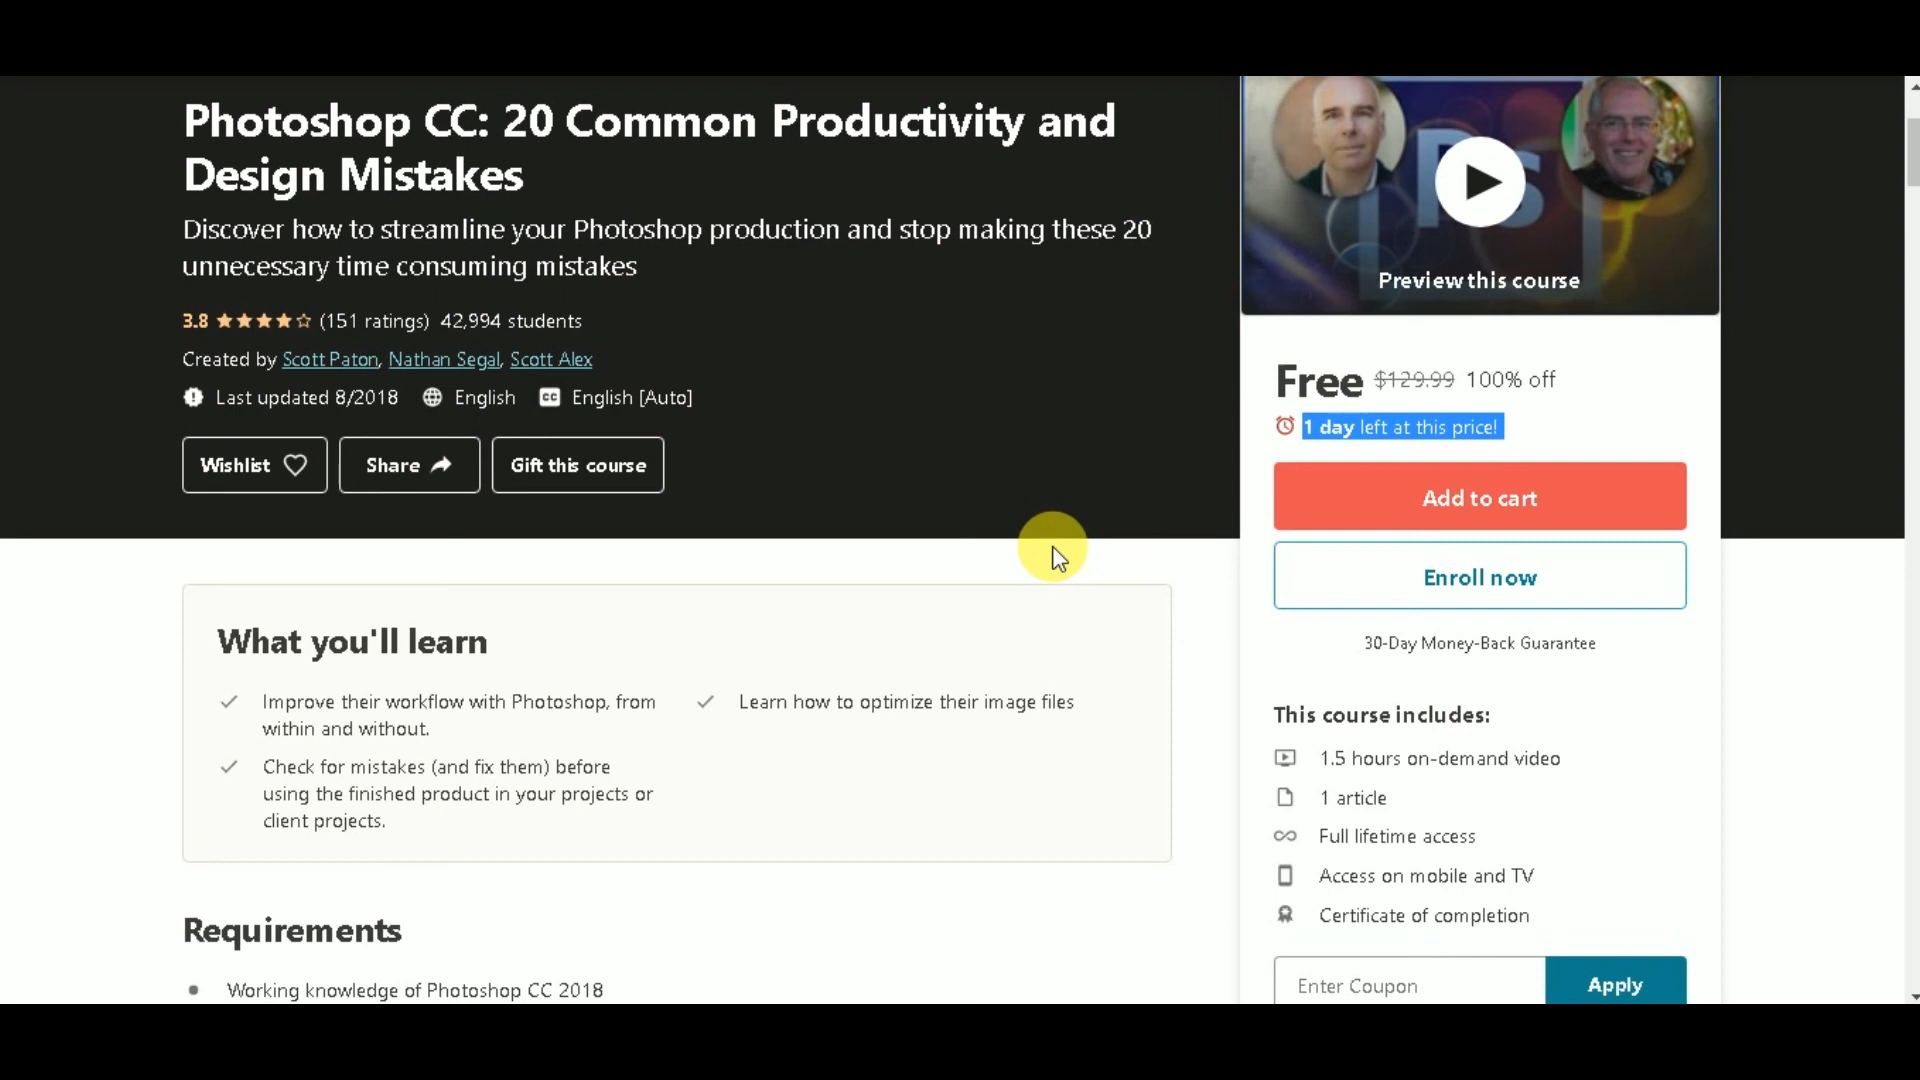 Photoshop CC: 20 Common Productivity and
Design Mistakes
Discover how to streamline your Photoshop production and stop making these 20
unnecessary time consuming mistakes
3.8 (151 ratings) 42,994 students
Created by Scott Paton, Nathan Segal, Scott Alex
Last updated 8/2018 English CC English [Auto]
Wishlist Share Gift this course
Ps
Preview this course
Free $129.99 100% off
1 day left at this price!
Add to cart
Enroll now
30-Day Money-Back Guarantee
This course includes:
1.5 hours on-demand video
1 article
Full lifetime access
Access on mobile and TV
Certificate of completion
Enter Coupon Apply
What you'll learn
Improve their workflow with Photoshop, from
within and without.
Check for mistakes (and fix them) before
using the finished product in your projects or
client projects.
Learn how to optimize their image files
Requirements
Working knowledge of Photoshop CC 2018